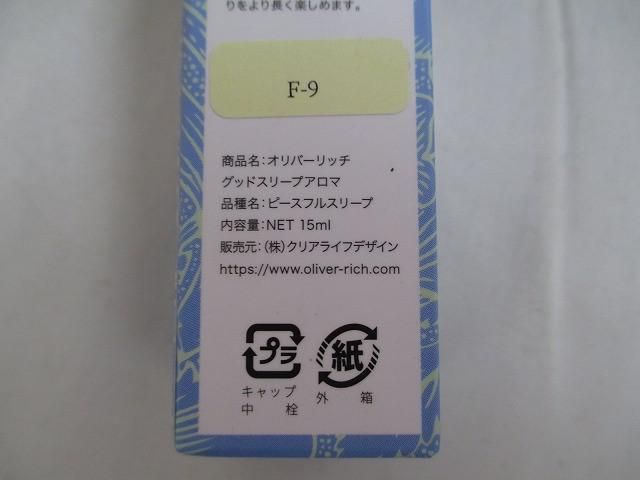 りをより長く楽しめます。
F-9
商品名：オリバーリッチ
グッドスリープアロマ
品種名：ピースフルスリープ
内容量：NET 15ml
販売元：（株）クリアライフデザイン
https://www.oliver-rich.com
プラ 紙
キャップ
中栓 外箱